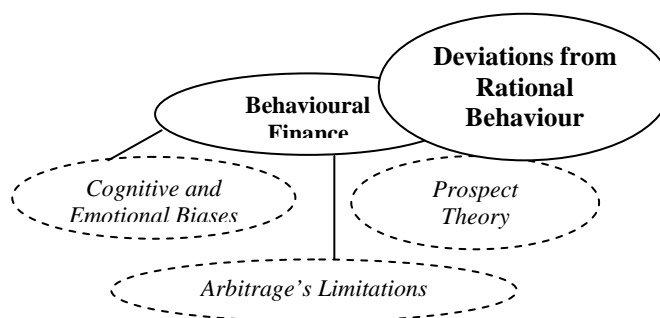 Deviations from
Rational
Behaviour
Behavioural
Finance
Cognitive and
Emotional Biases
Prospect
Theory
Arbitrage's Limitations